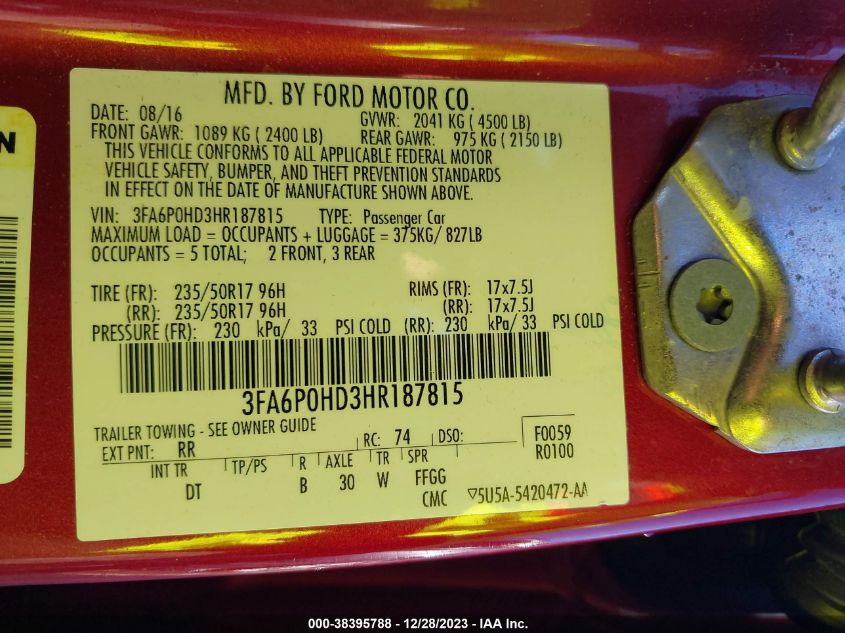 N
MFD. BY FORD MOTOR CO.
DATE: 08/16 GVWR: 2041 KG ( 4500 LB)
FRONT GAWR: 1089 KG ( 2400 LB) REAR GAWR: 975 KG ( 2150 LB)
THIS VEHICLE CONFORMS TO ALL APPLICABLE FEDERAL MOTOR
VEHICLE SAFETY, BUMPER, AND THEFT PREVENTION STANDARDS
IN EFFECT ON THE DATE OF MANUFACTURE SHOWN ABOVE.
VIN: 3FA6P0HD3HR187815 TYPE: Passenger Car
MAXIMUM LOAD = OCCUPANTS + LUGGAGE = 375KG/ 827LB
OCCUPANTS = 5 TOTAL; 2 FRONT, 3 REAR
TIRE (FR): 235/50R17 96H RIMS (FR): 17x7.5J
(RR): 235/50R17 96H (RR): 17x7.5J
PRESSURE (FR): 230 kPa/ 33 PSI COLD (RR): 230 kPa/ 33 PSI COLD
3FA6P0HD3HR187815
TRAILER TOWING - SEE OWNER GUIDE
EXT PNT: RR RC: 74 DSO: F0059
R0100
INT TR TP/PS R AXLE TR SPR
DT B 30 W FFGG
CMC ▽5U5A-5420472-AA
000-38395788 - 12/28/2023 - IAA Inc.